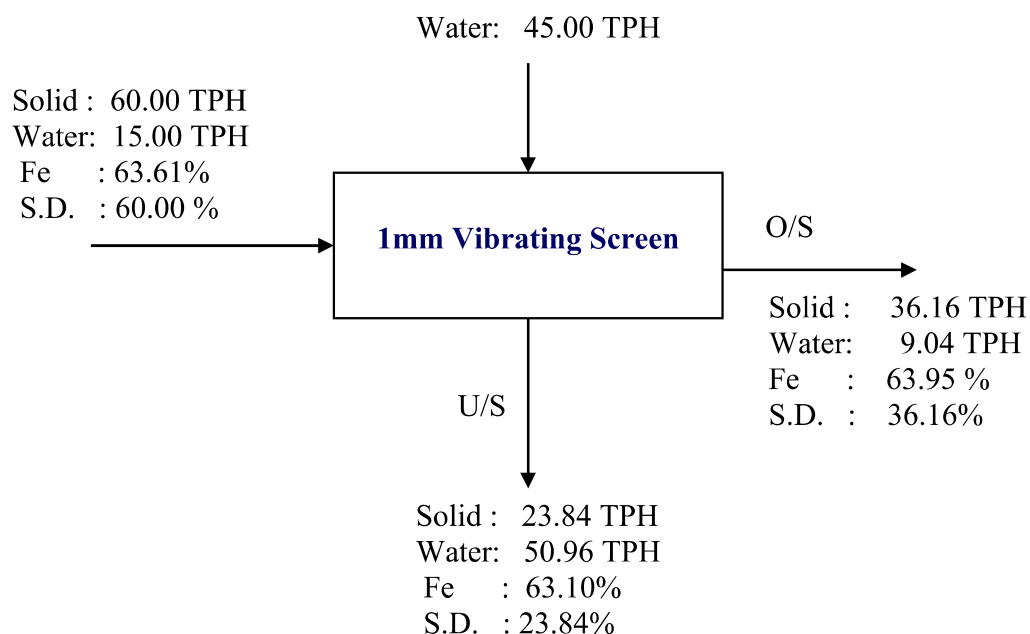 Water: 45.00 TPH
Solid : 60.00 TPH
Water: 15.00 TPH
Fe : 63.61%
S.D. : 60.00 %
1mm Vibrating Screen
O/S
Solid : 36.16 TPH
Water: 9.04 TPH
Fe : 63.95 %
S.D. : 36.16%
U/S
Solid : 23.84 TPH
Water: 50.96 TPH
Fe : 63.10%
S.D. : 23.84%